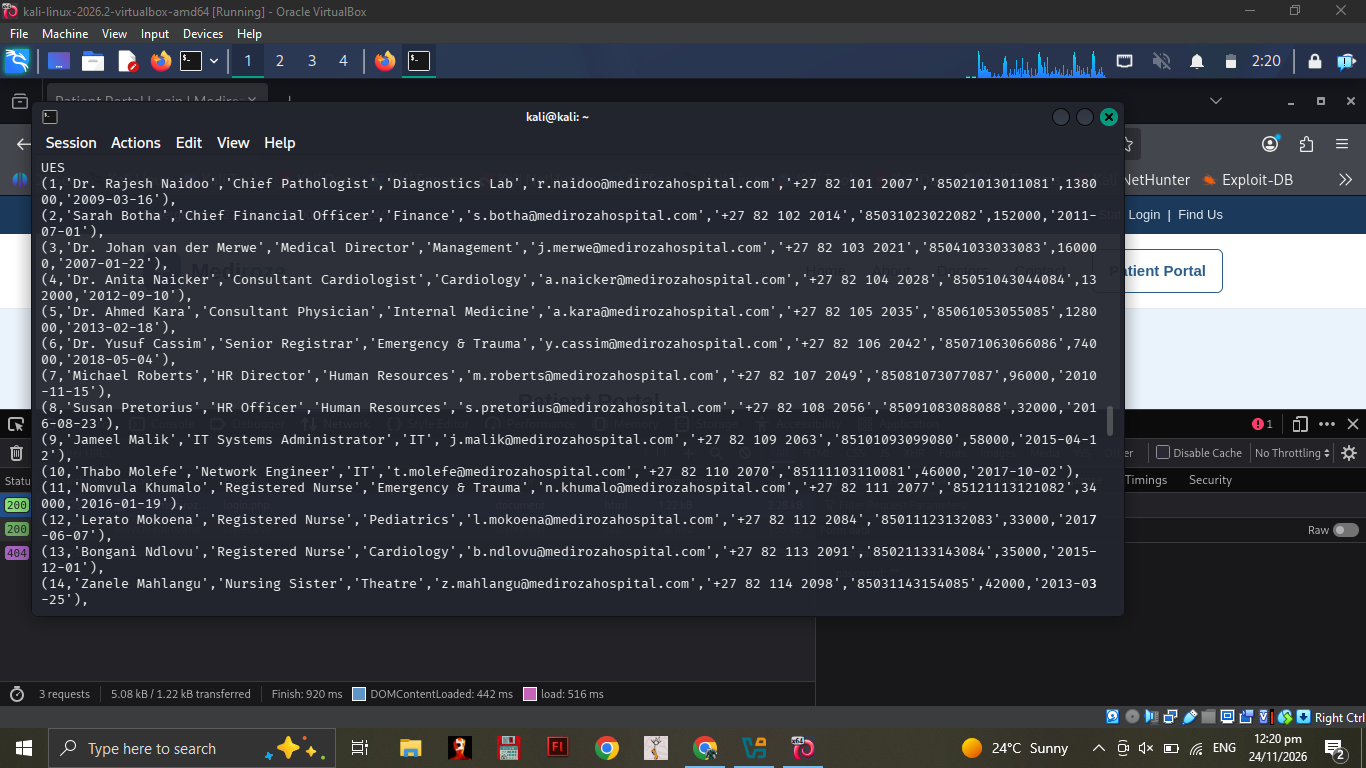 kali-linux-2026.2-virtualbox-amd64 [Running] - Oracle VirtualBox
File Machine View Input Devices Help
1 2 3 4 2:20
Patient Portal Login | Mediro
kali@kali: ~
Session Actions Edit View Help
UES
(1,'Dr. Rajesh Naidoo','Chief Pathologist','Diagnostics Lab','r.naidoo@medirozahospital.com','+27 82 101 2007','85021013011081',1380
00,'2009-03-16'),
(2,'Sarah Botha','Chief Financial Officer','Finance','s.botha@medirozahospital.com','+27 82 102 2014','85031023022082',152000,'2011-
07-01'),
(3,'Dr. Johan van der Merwe','Medical Director','Management','j.merwe@medirozahospital.com','+27 82 103 2021','85041033033083',16000
0,'2007-01-22'),
(4,'Dr. Anita Naicker','Consultant Cardiologist','Cardiology','a.naicker@medirozahospital.com','+27 82 104 2028','85051043044084',13
2000,'2012-09-10'),
(5,'Dr. Ahmed Kara','Consultant Physician','Internal Medicine','a.kara@medirozahospital.com','+27 82 105 2035','85061053055085',1280
00,'2013-02-18'),
(6,'Dr. Yusuf Cassim','Senior Registrar','Emergency & Trauma','y.cassim@medirozahospital.com','+27 82 106 2042','85071063066086',740
00,'2018-05-04'),
(7,'Michael Roberts','HR Director','Human Resources','m.roberts@medirozahospital.com','+27 82 107 2049','85081073077087',96000,'2010
-11-15'),
(8,'Susan Pretorius','HR Officer','Human Resources','s.pretorius@medirozahospital.com','+27 82 108 2056','85091083088088',32000,'201
6-08-23'),
(9,'Jameel Malik','IT Systems Administrator','IT','j.malik@medirozahospital.com','+27 82 109 2063','85101093099080',58000,'2015-04-1
2'),
(10,'Thabo Molefe','Network Engineer','IT','t.molefe@medirozahospital.com','+27 82 110 2070','85111103110081',46000,'2017-10-02'),
(11,'Nomvula Khumalo','Registered Nurse','Emergency & Trauma','n.khumalo@medirozahospital.com','+27 82 111 2077','85121113121082',34
000,'2016-01-19'),
(12,'Lerato Mokoena','Registered Nurse','Pediatrics','l.mokoena@medirozahospital.com','+27 82 112 2084','85011123132083',33000,'2017
-06-07'),
(13,'Bongani Ndlovu','Registered Nurse','Cardiology','b.ndlovu@medirozahospital.com','+27 82 113 2091','85021133143084',35000,'2015-
12-01'),
(14,'Zanele Mahlangu','Nursing Sister','Theatre','z.mahlangu@medirozahospital.com','+27 82 114 2098','85031143154085',42000,'2013-03
-25'),
NetHunter Exploit-DB
Login | Find Us
Patient Portal
1
Disable Cache No Throttling
Timings Security
Raw
Statu
200
200
404
3 requests 5.08 kB / 1.22 kB transferred Finish: 920 ms DOMContentLoaded: 442 ms load: 516 ms
Right Ctrl
Type here to search
24°C Sunny
ENG
12:20 pm
24/11/2026
2